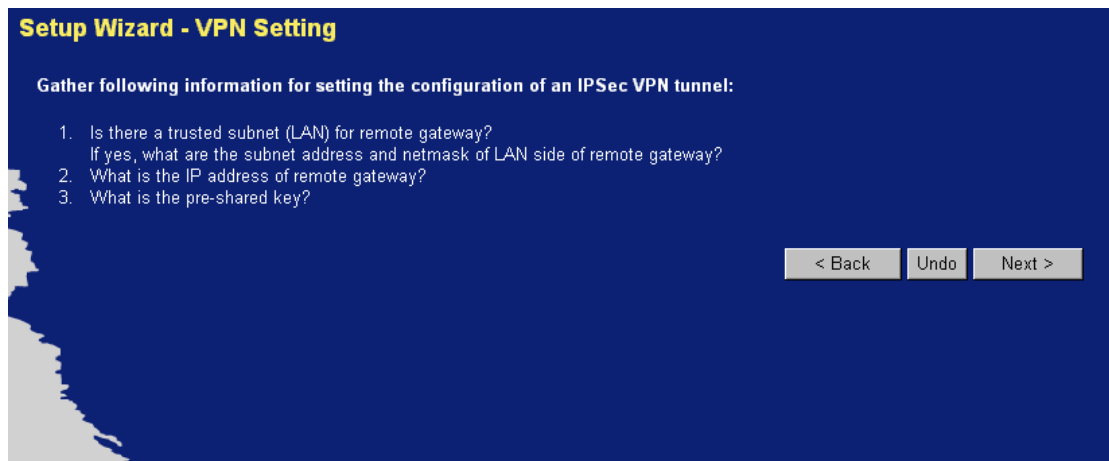 Setup Wizard - VPN Setting
Gather following information for setting the configuration of an IPSec VPN tunnel:
1. Is there a trusted subnet (LAN) for remote gateway?
If yes, what are the subnet address and netmask of LAN side of remote gateway?
2. What is the IP address of remote gateway?
3. What is the pre-shared key?
< Back Undo Next >